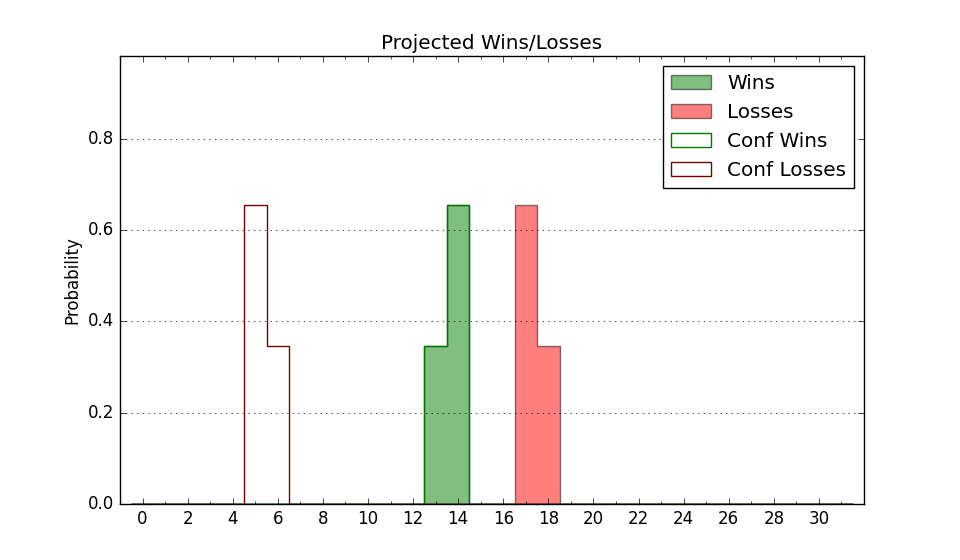 Projected Wins/Losses
Wins
Losses
Conf Wins
Conf Losses
Probability
0.8
0.6
0.4
0.2
0.0
0 2 4 6 8 10 12 14 16 18 20 22 24 26 28 30